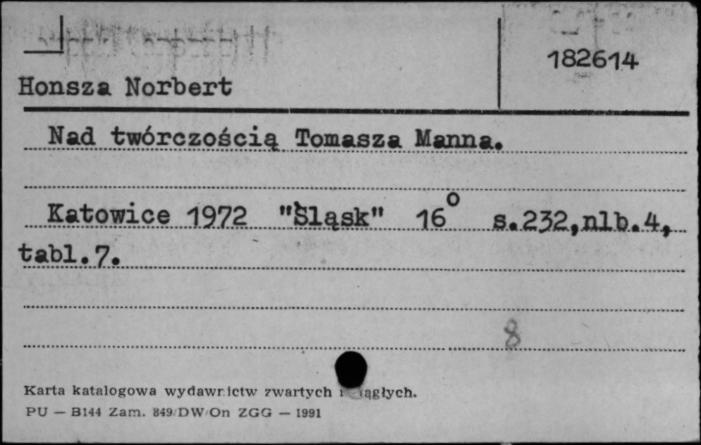 182614
Honsza Norbert
Nad twórczością Tomasza Manna.
Katowice 1972 "Śląsk" 16° s.232,nlb.4,
tabl.7.
8
Karta katalogowa wydawnictw zwartych i ciągłych.
PU — B144 Zam. 849/DW/On ZGG — 1991